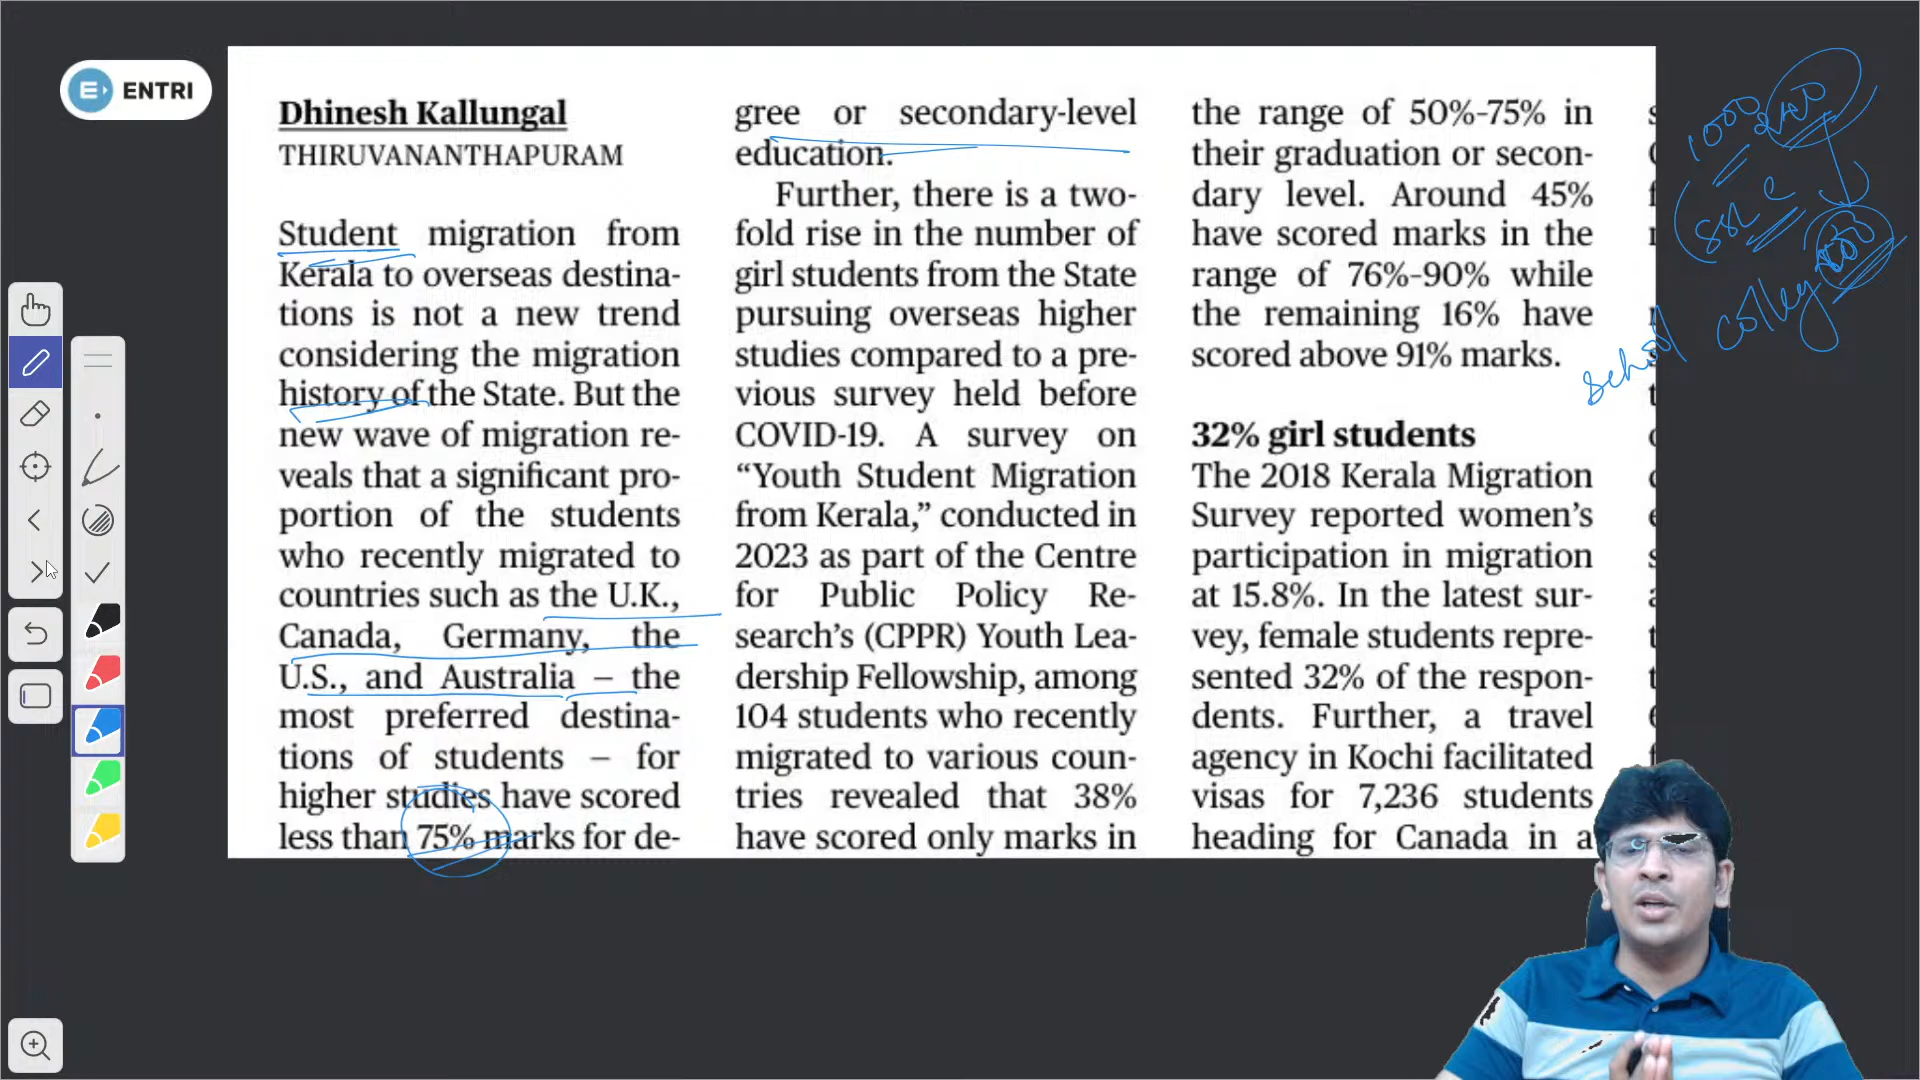 ENTRI
Dhinesh Kallungal
THIRUVANANTHAPURAM
Student migration from
Kerala to overseas destina-
tions is not a new trend
considering the migration
history of the State. But the
new wave of migration re-
veals that a significant pro-
portion of the students
who recently migrated to
countries such as the U.K.,
Canada, Germany, the
U.S., and Australia – the
most preferred destina-
tions of students – for
higher studies have scored
less than 75% marks for de-
gree or secondary-level
education.
Further, there is a two-
fold rise in the number of
girl students from the State
pursuing overseas higher
studies compared to a pre-
vious survey held before
COVID-19. A survey on
“Youth Student Migration
from Kerala,” conducted in
2023 as part of the Centre
for Public Policy Re-
search’s (CPPR) Youth Lea-
dership Fellowship, among
104 students who recently
migrated to various coun-
tries revealed that 38%
have scored only marks in
the range of 50%-75% in
their graduation or secon-
dary level. Around 45%
have scored marks in the
range of 76%-90% while
the remaining 16% have
scored above 91% marks.
32% girl students
The 2018 Kerala Migration
Survey reported women’s
participation in migration
at 15.8%. In the latest sur-
vey, female students repre-
sented 32% of the respon-
dents. Further, a travel
agency in Kochi facilitated
visas for 7,236 students
heading for Canada in a
1000
school